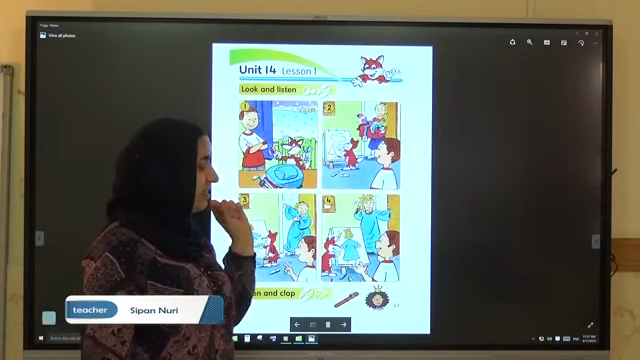 View all photos
Unit 14 Lesson 1
Look and listen
1
2
3
4
en and clap
teacher
Sipan Nuri
ENG